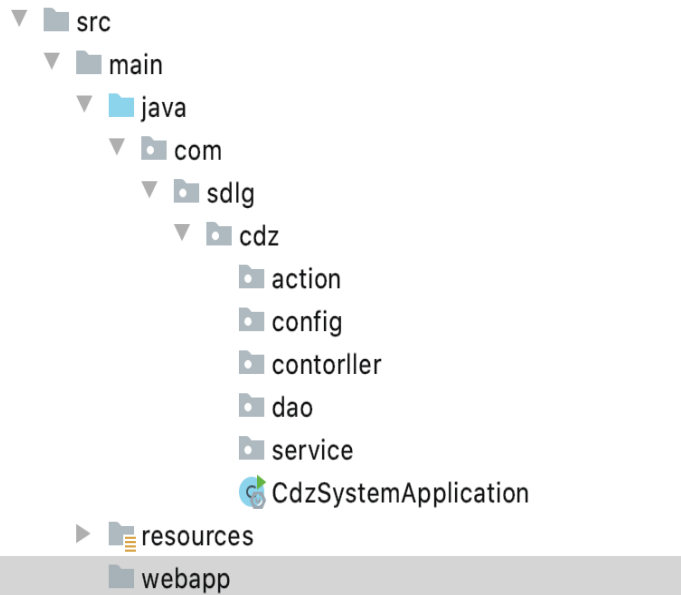 src
main
java
com
sdlg
cdz
action
config
contorller
dao
service
CdzSystemApplication
resources
webapp